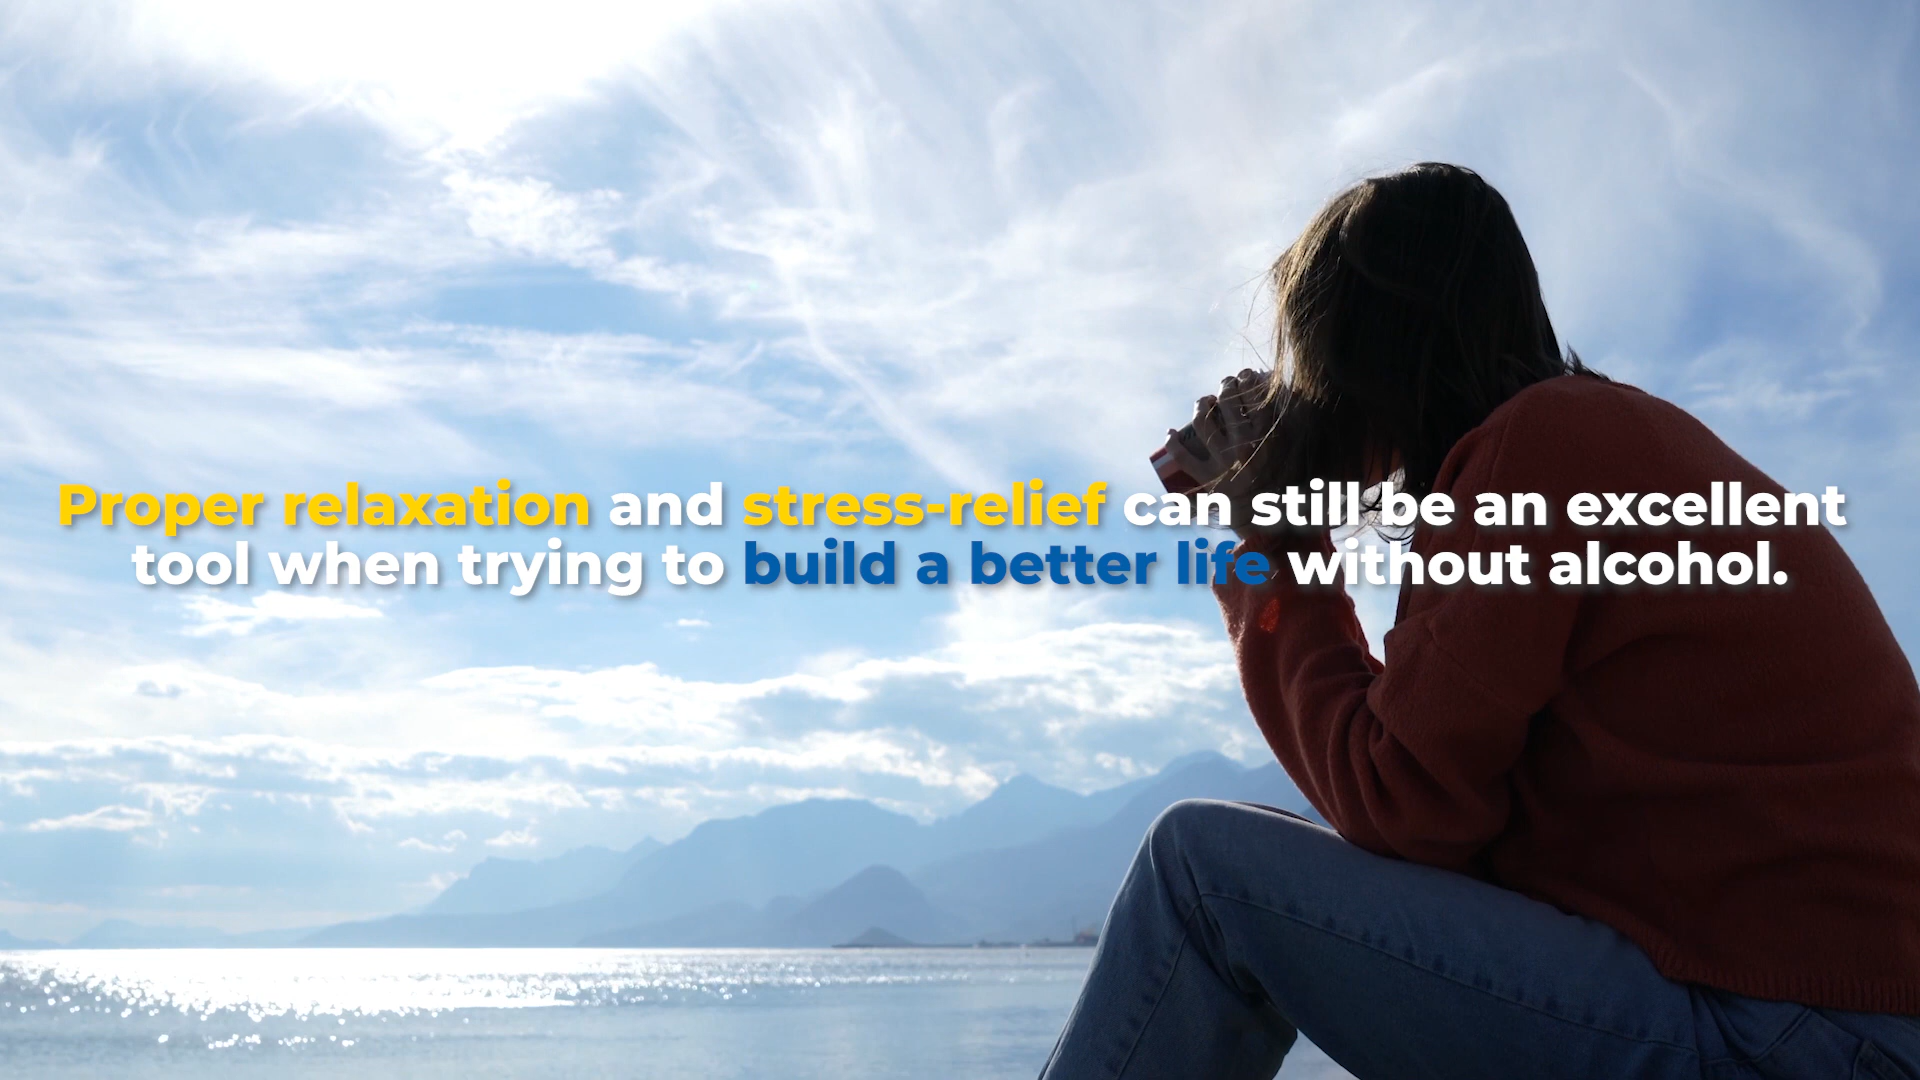 Proper relaxation and stress-relief can still be an excellent
tool when trying to build a better life without alcohol.